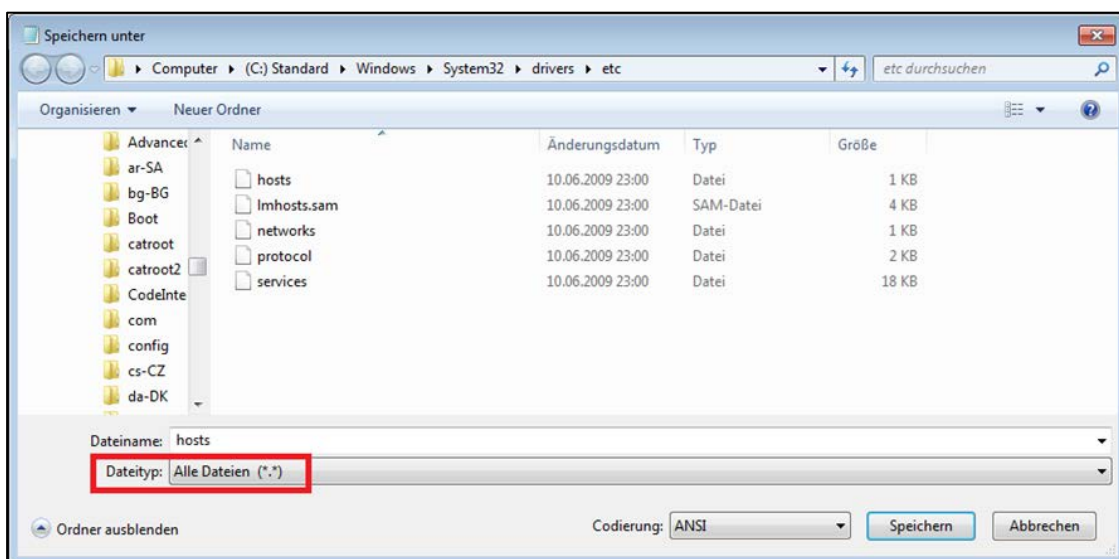 Speichern unter
Computer ▸ (C:) Standard ▸ Windows ▸ System32 ▸ drivers ▸ etc
etc durchsuchen
Organisieren
Neuer Ordner
Name Änderungsdatum Typ Größe
Advanced
ar-SA
bg-BG
Boot
catroot
catroot2
CodeInte
com
config
cs-CZ
da-DK
hosts 10.06.2009 23:00 Datei 1 KB
lmhosts.sam 10.06.2009 23:00 SAM-Datei 4 KB
networks 10.06.2009 23:00 Datei 1 KB
protocol 10.06.2009 23:00 Datei 2 KB
services 10.06.2009 23:00 Datei 18 KB
Dateiname: hosts
Dateityp: Alle Dateien (*.*)
Ordner ausblenden
Codierung: ANSI
Speichern
Abbrechen